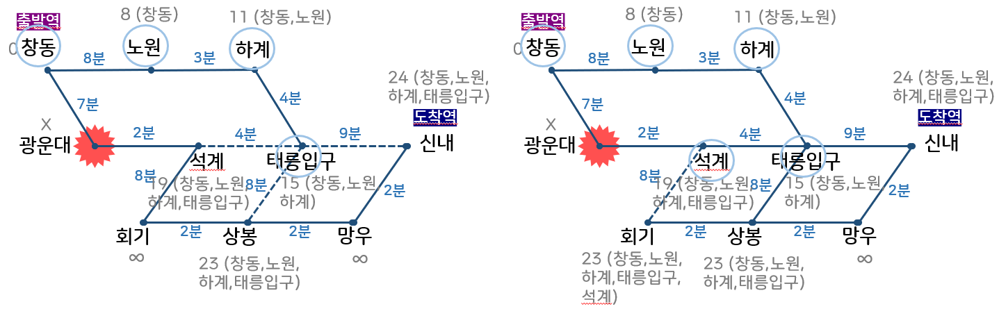 8 (창동)
출발역
11 (창동,노원)
0
창동
노원
하계
8분
3분
24 (창동,노원,
하계,태릉입구)
7분
4분
도착역
X
2분
4분
9분
광운대
신내
석계
태릉입구
8분
19 (창동,노원,
하계,태릉입구)
8분
15 (창동,노원,
하계)
2분
회기
2분
상봉
2분
망우
∞
∞
23 (창동,노원,
하계,태릉입구)
8 (창동)
출발역
11 (창동,노원)
0
창동
노원
하계
8분
3분
24 (창동,노원,
하계,태릉입구)
7분
4분
도착역
X
2분
4분
9분
광운대
신내
석계
태릉입구
8분
19 (창동,노원,
하계,태릉입구)
8분
15 (창동,노원,
하계)
2분
회기
2분
상봉
2분
망우
∞
23 (창동,노원,
하계,태릉입구,
석계)
23 (창동,노원,
하계,태릉입구)